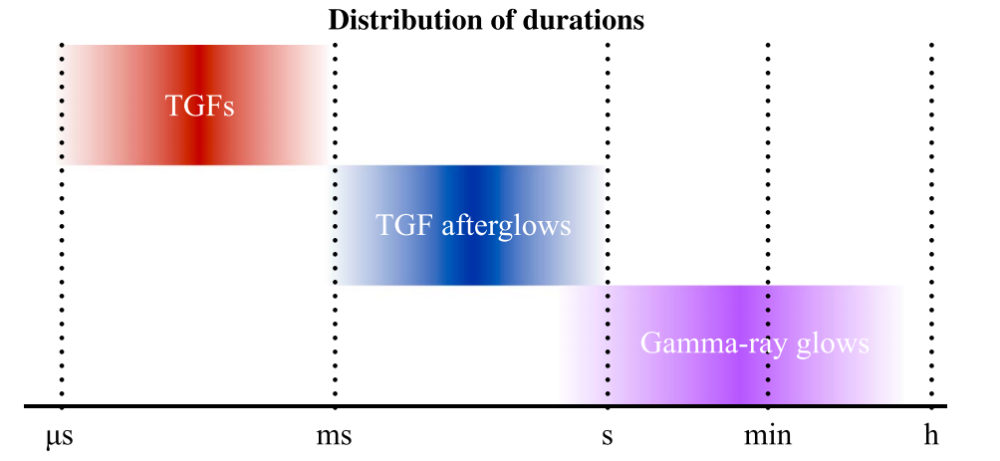 Distribution of durations
TGFs
TGF afterglows
Gamma-ray glows
μs ms s min h